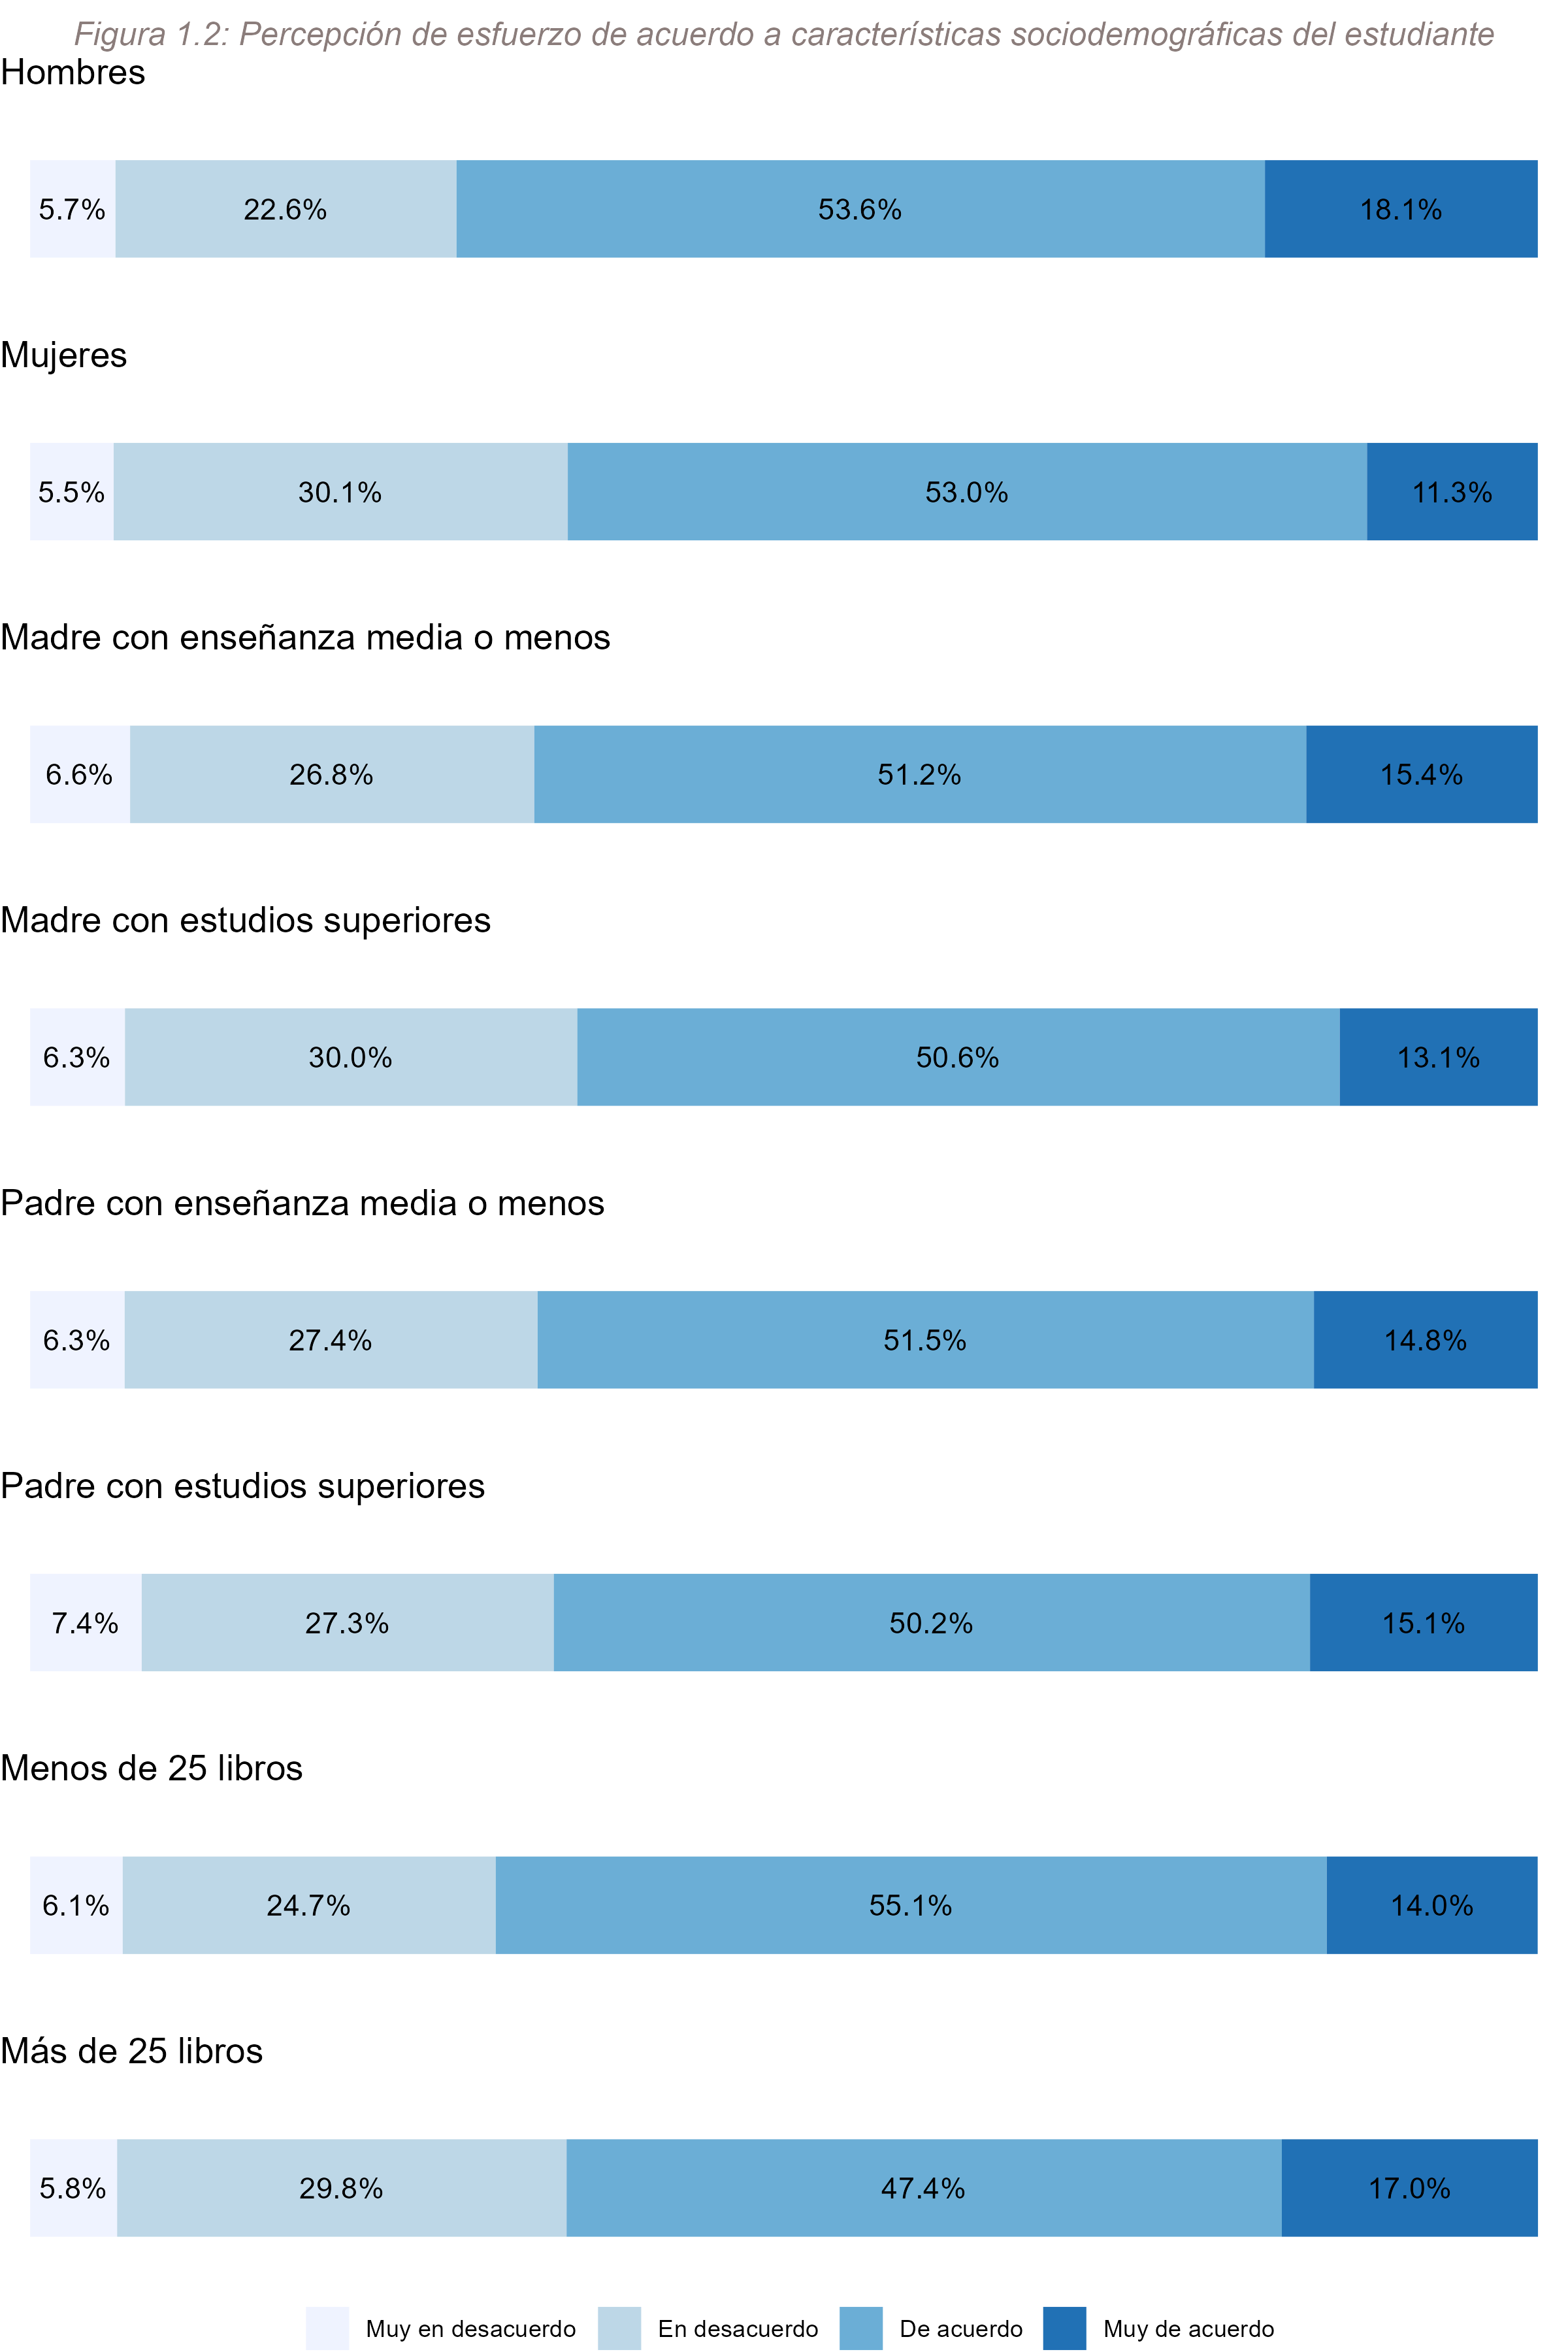 Figura 1.2: Percepción de esfuerzo de acuerdo a características sociodemográficas del estudiante
Hombres
5.7% 22.6% 53.6% 18.1%
Mujeres
5.5% 30.1% 53.0% 11.3%
Madre con enseñanza media o menos
6.6% 26.8% 51.2% 15.4%
Madre con estudios superiores
6.3% 30.0% 50.6% 13.1%
Padre con enseñanza media o menos
6.3% 27.4% 51.5% 14.8%
Padre con estudios superiores
7.4% 27.3% 50.2% 15.1%
Menos de 25 libros
6.1% 24.7% 55.1% 14.0%
Más de 25 libros
5.8% 29.8% 47.4% 17.0%
Muy en desacuerdo En desacuerdo De acuerdo Muy de acuerdo